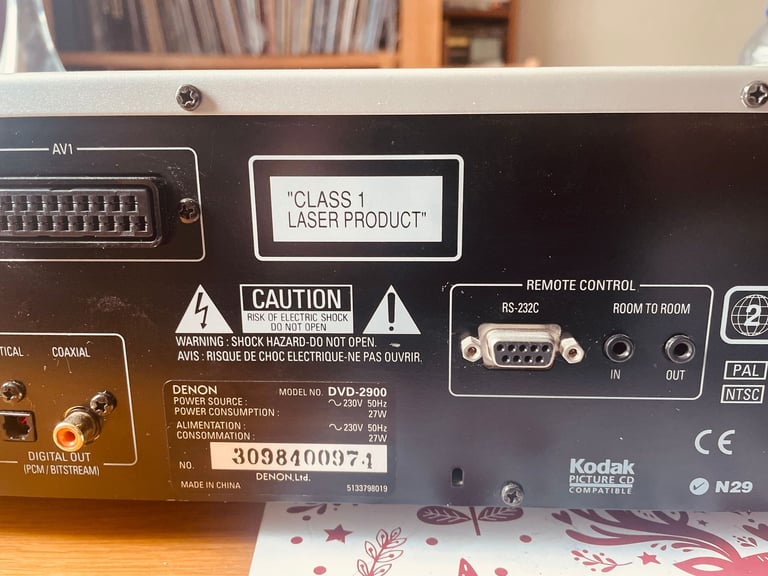 AV1
"CLASS 1
LASER PRODUCT"
CAUTION
RISK OF ELECTRIC SHOCK
DO NOT OPEN
WARNING : SHOCK HAZARD-DO NOT OPEN.
AVIS : RISQUE DE CHOC ELECTRIQUE-NE PAS OUVRIR.
REMOTE CONTROL
RS-232C
ROOM TO ROOM
IN
OUT
2
PAL
NTSC
COAXIAL
DIGITAL OUT
(PCM / BITSTREAM)
DENON
MODEL NO. DVD-2900
POWER SOURCE : ~ 230V 50Hz
POWER CONSUMPTION : 27W
ALIMENTATION : ~ 230V 50Hz
CONSOMMATION : 27W
NO. 3098400974
DENON, Ltd.
MADE IN CHINA
5133798019
Kodak
PICTURE CD
COMPATIBLE
CE
N29